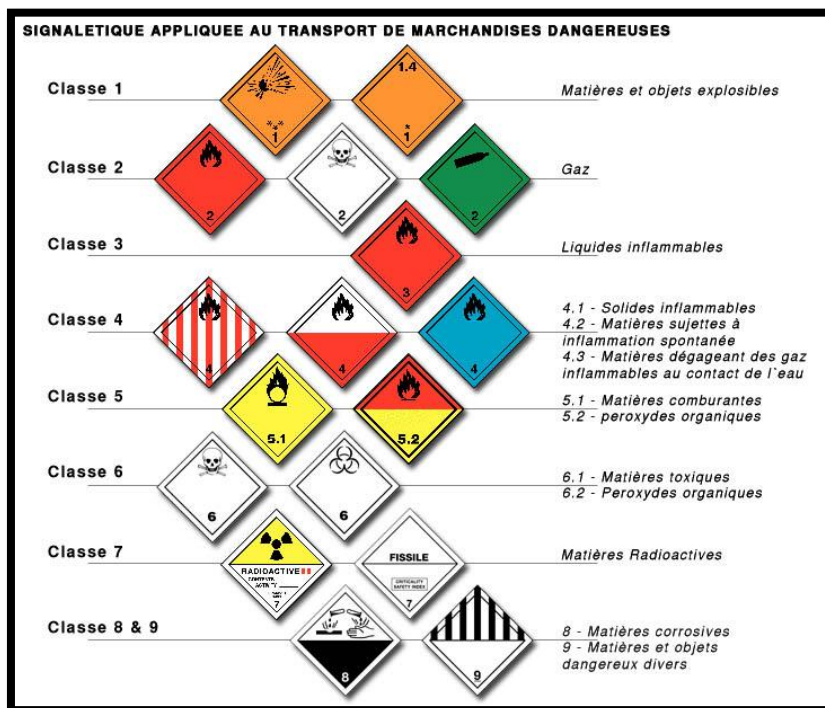 SIGNALETIQUE APPLIQUEE AU TRANSPORT DE MARCHANDISES DANGEREUSES
Classe 1
* * *
1
1.4
*
1
Matières et objets explosibles
Classe 2
2
2
2
Gaz
Classe 3
3
Liquides inflammables
Classe 4
4
4
4
4.1 - Solides inflammables
4.2 - Matières sujettes à
inflammation spontanée
4.3 - Matières dégageant des gaz
inflammables au contact de l`eau
Classe 5
5.1
5.2
5.1 - Matières comburantes
5.2 - peroxydes organiques
Classe 6
6
6
6.1 - Matières toxiques
6.2 - Peroxydes organiques
Classe 7
RADIOACTIVE II
CONTENTS
ACTIVITY
7
FISSILE
CRITICALITY
SAFETY INDEX
7
Matières Radioactives
Classe 8 & 9
8
9
8 - Matières corrosives
9 - Matières et objets
dangereux divers